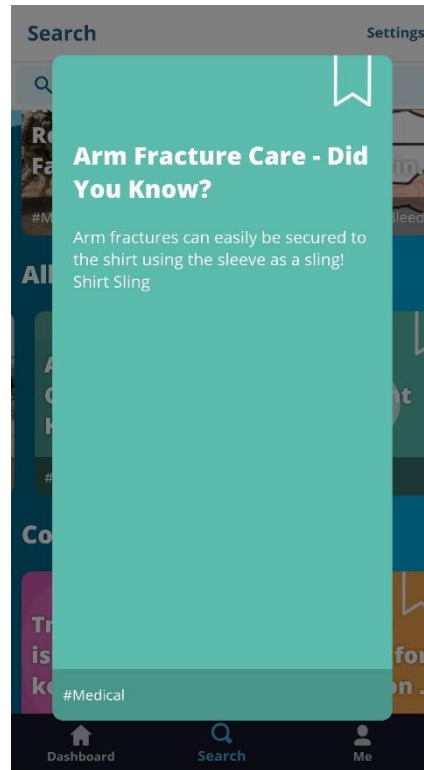 Search
Settings
Arm Fracture Care - Did
You Know?
Arm fractures can easily be secured to
the shirt using the sleeve as a sling!
Shirt Sling
All
#Medical
Dashboard
Search
Me